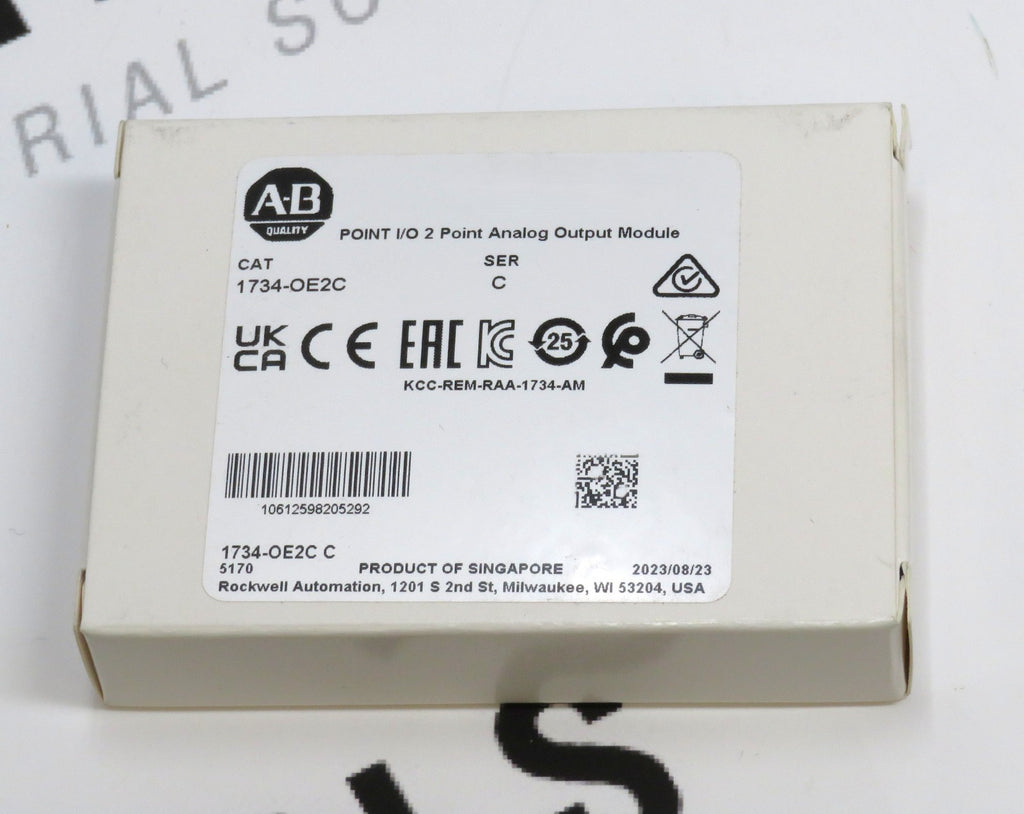 RIAL SU
A-B
QUALITY
POINT I/O 2 Point Analog Output Module
CAT
SER
1734-OE2C
C
UK
CA
CE
EAC
KC
25
KCC-REM-RAA-1734-AM
10612598205292
1734-OE2C C
5170
PRODUCT OF SINGAPORE
2023/08/23
Rockwell Automation, 1201 S 2nd St, Milwaukee, WI 53204, USA